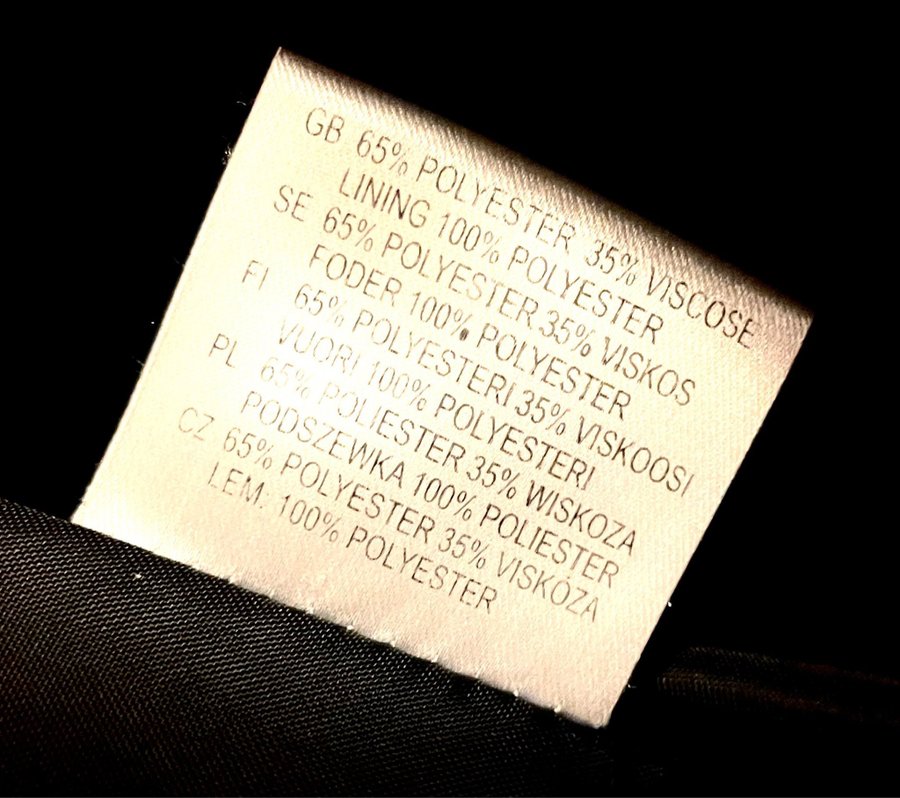 GB 65% POLYESTER 35% VISCOSE
LINING 100% POLYESTER
SE 65% POLYESTER 35% VISKOS
FODER 100% POLYESTER
FI 65% POLYESTERI 35% VISKOOSI
VUORI 100% POLYESTERI
PL 65% POLIESTER 35% WISKOZA
PODSZEWKA 100% POLIESTER
CZ 65% POLYESTER 35% VISKÓZA
LEM: 100% POLYESTER